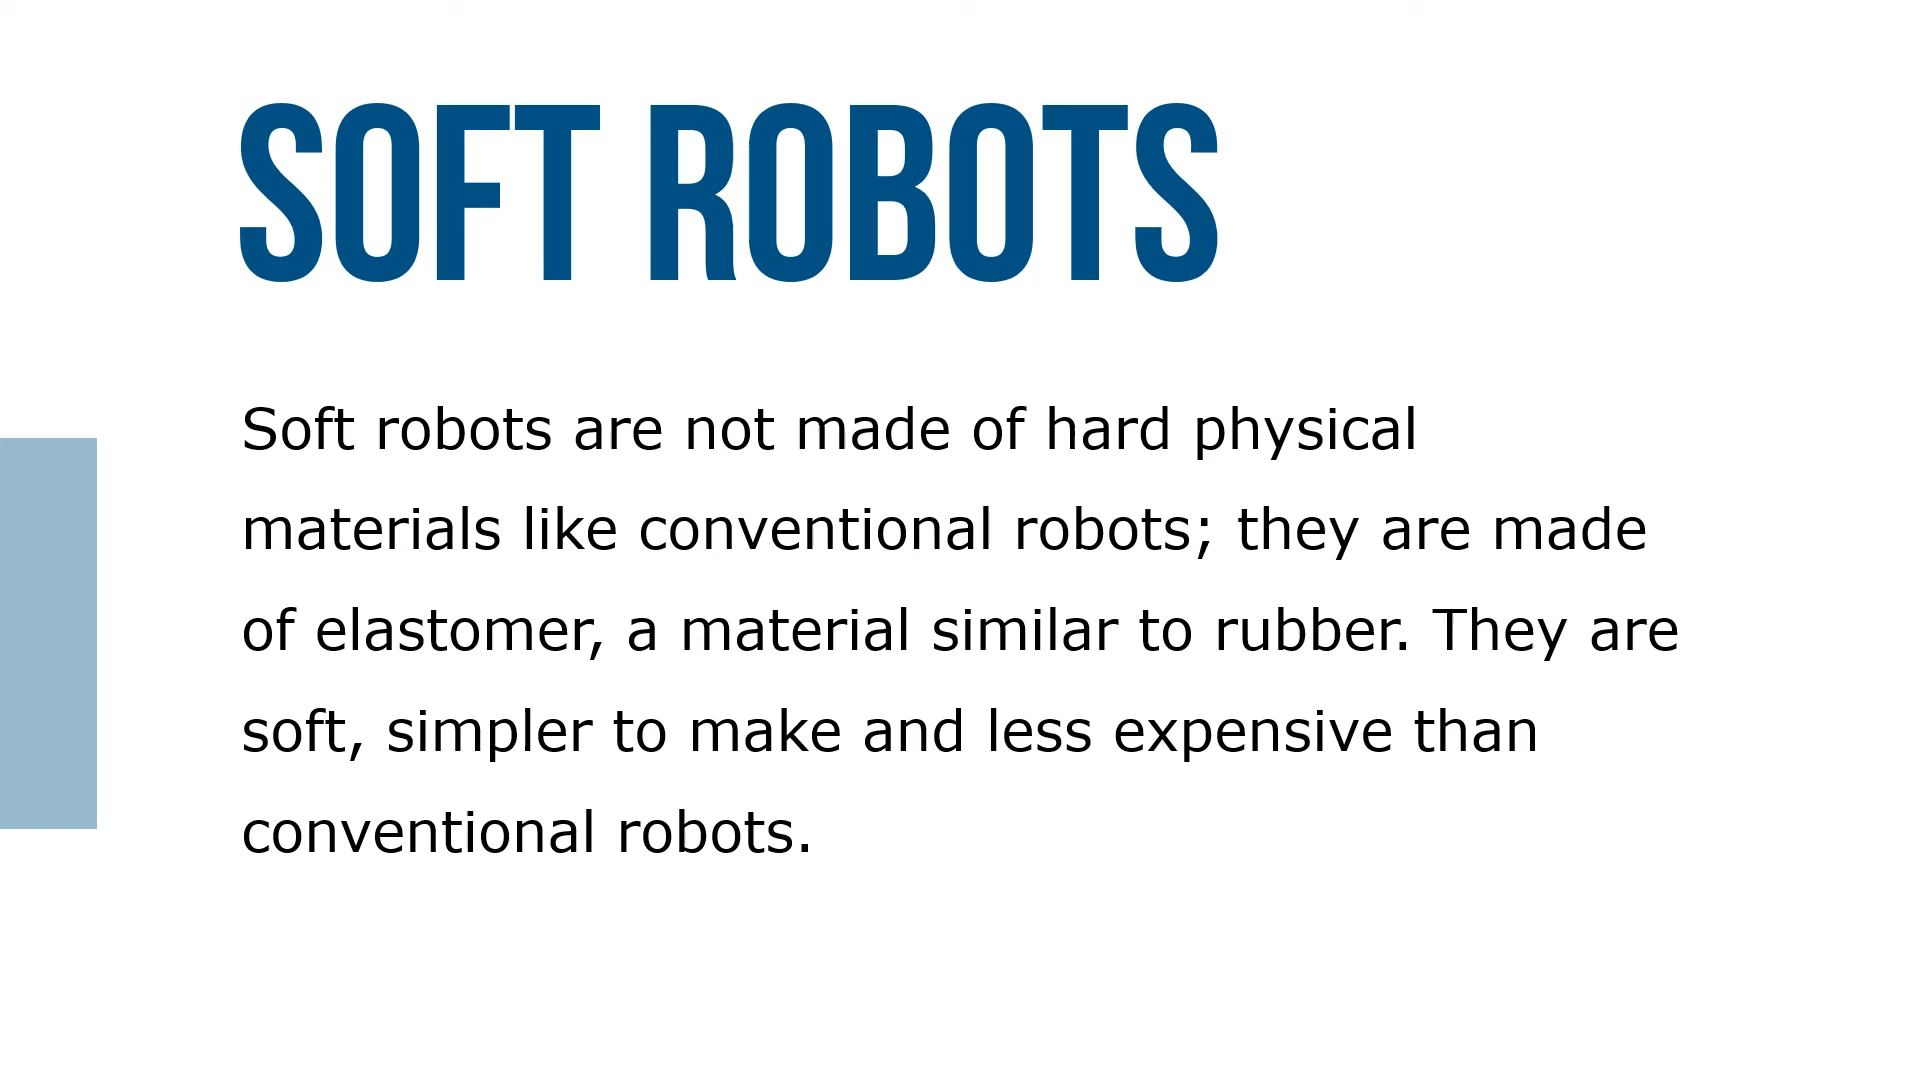 SOFT ROBOTS
Soft robots are not made of hard physical
materials like conventional robots; they are made
of elastomer, a material similar to rubber. They are
soft, simpler to make and less expensive than
conventional robots.